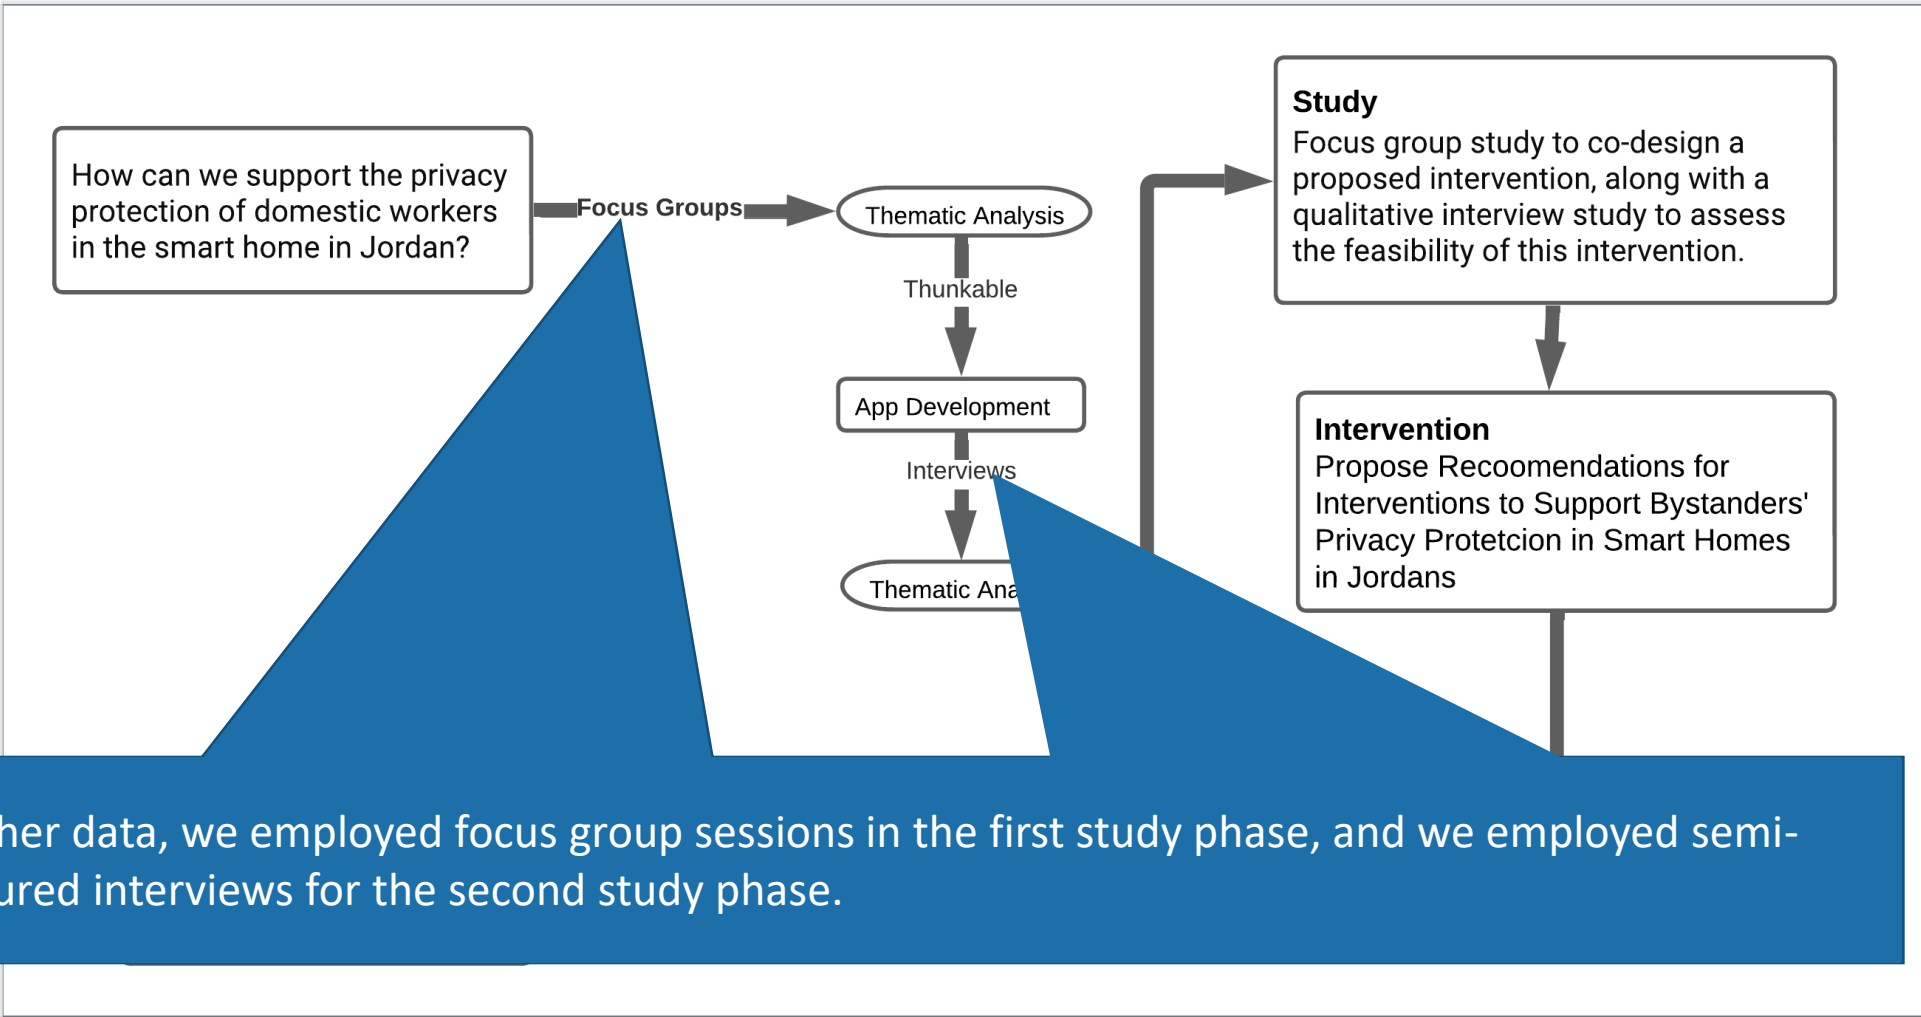 How can we support the privacy
protection of domestic workers
in the smart home in Jordan?
Focus Groups
Thematic Analysis
Thunkable
App Development
Interviews
Thematic
Study
Focus group study to co-design a
proposed intervention, along with a
qualitative interview study to assess
the feasibility of this intervention.
Intervention
Propose Recoomendations for
Interventions to Support Bystanders'
Privacy Protetcion in Smart Homes
in Jordans
data, we employed focus group sessions in the first study phase, and we employed semi-
interviews for the second study phase.